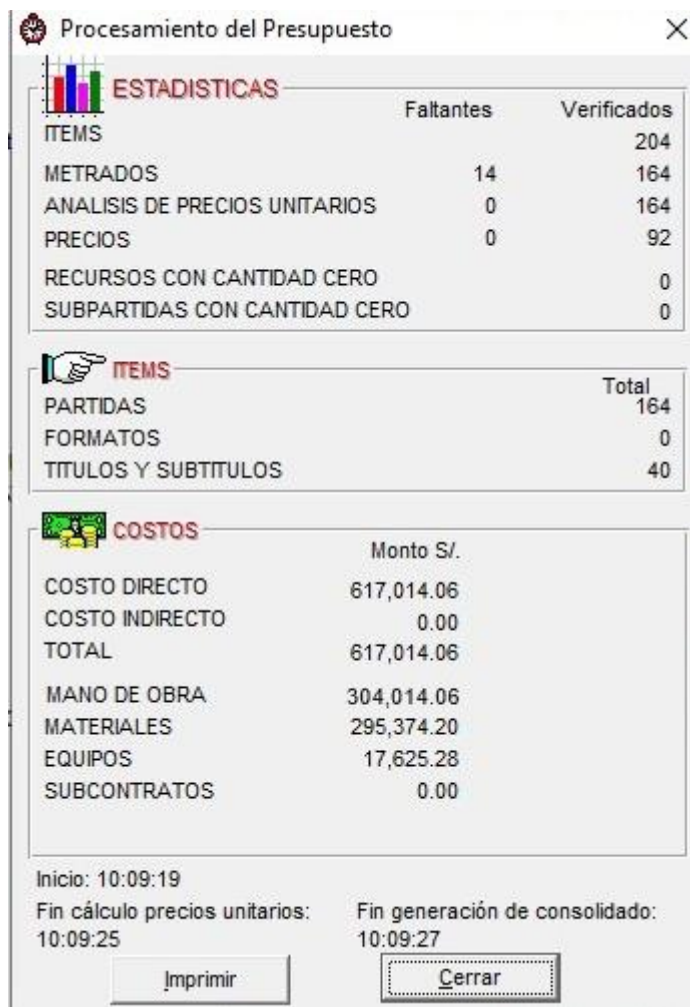 Procesamiento del Presupuesto
ESTADISTICAS
Faltantes Verificados
ITEMS 204
METRADOS 14 164
ANALISIS DE PRECIOS UNITARIOS 0 164
PRECIOS 0 92
RECURSOS CON CANTIDAD CERO 0
SUBPARTIDAS CON CANTIDAD CERO 0
ITEMS
Total
PARTIDAS 164
FORMATOS 0
TITULOS Y SUBTITULOS 40
COSTOS
Monto S/.
COSTO DIRECTO 617,014.06
COSTO INDIRECTO 0.00
TOTAL 617,014.06
MANO DE OBRA 304,014.06
MATERIALES 295,374.20
EQUIPOS 17,625.28
SUBCONTRATOS 0.00
Inicio: 10:09:19
Fin cálculo precios unitarios: Fin generación de consolidado:
10:09:25 10:09:27
Imprimir Cerrar